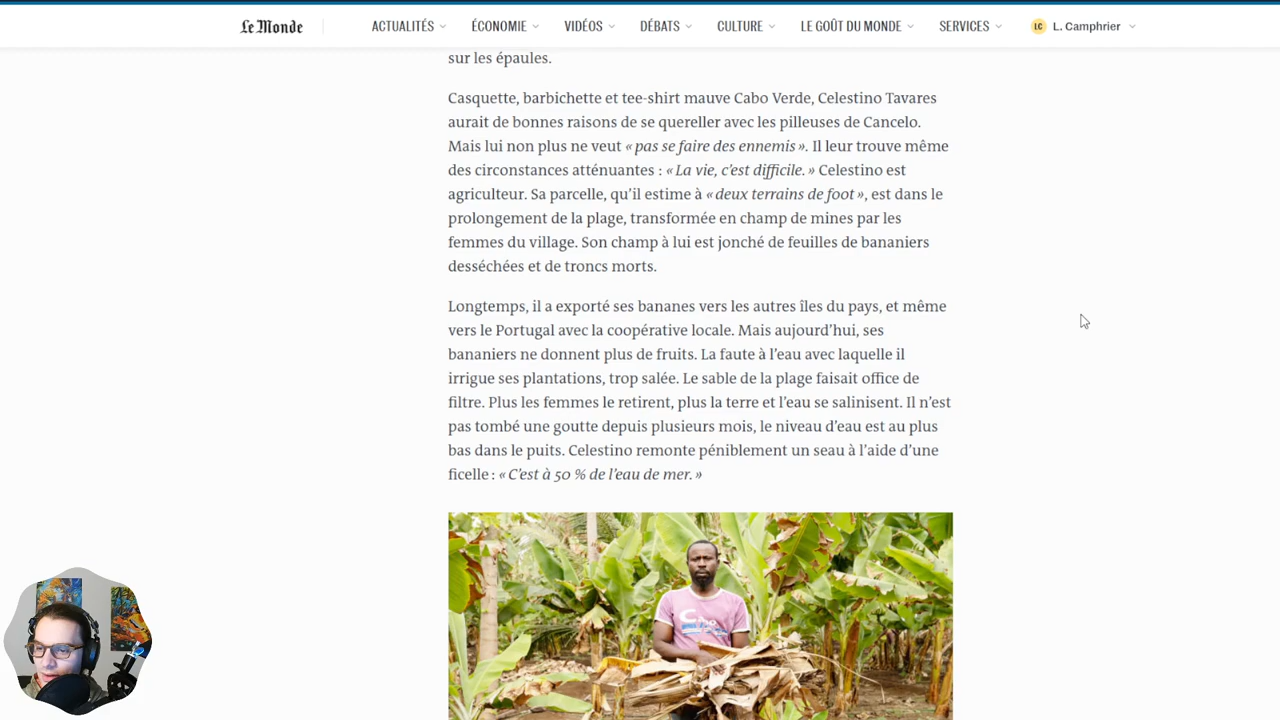 Le Monde
ACTUALITÉS
ÉCONOMIE
VIDÉOS
DÉBATS
CULTURE
LE GOÛT DU MONDE
SERVICES
LC
L. Camphrier
sur les épaules.
Casquette, barbichette et tee-shirt mauve Cabo Verde, Celestino Tavares
aurait de bonnes raisons de se quereller avec les pilleuses de Cancelo.
Mais lui non plus ne veut « pas se faire des ennemis ». Il leur trouve même
des circonstances atténuantes : « La vie, c’est difficile. » Celestino est
agriculteur. Sa parcelle, qu’il estime à « deux terrains de foot », est dans le
prolongement de la plage, transformée en champ de mines par les
femmes du village. Son champ à lui est jonché de feuilles de bananiers
desséchées et de troncs morts.
Longtemps, il a exporté ses bananes vers les autres îles du pays, et même
vers le Portugal avec la coopérative locale. Mais aujourd’hui, ses
bananiers ne donnent plus de fruits. La faute à l’eau avec laquelle il
irrigue ses plantations, trop salée. Le sable de la plage faisait office de
filtre. Plus les femmes le retirent, plus la terre et l’eau se salinisent. Il n’est
pas tombé une goutte depuis plusieurs mois, le niveau d’eau est au plus
bas dans le puits. Celestino remonte péniblement un seau à l’aide d’une
ficelle : « C’est à 50 % de l’eau de mer. »